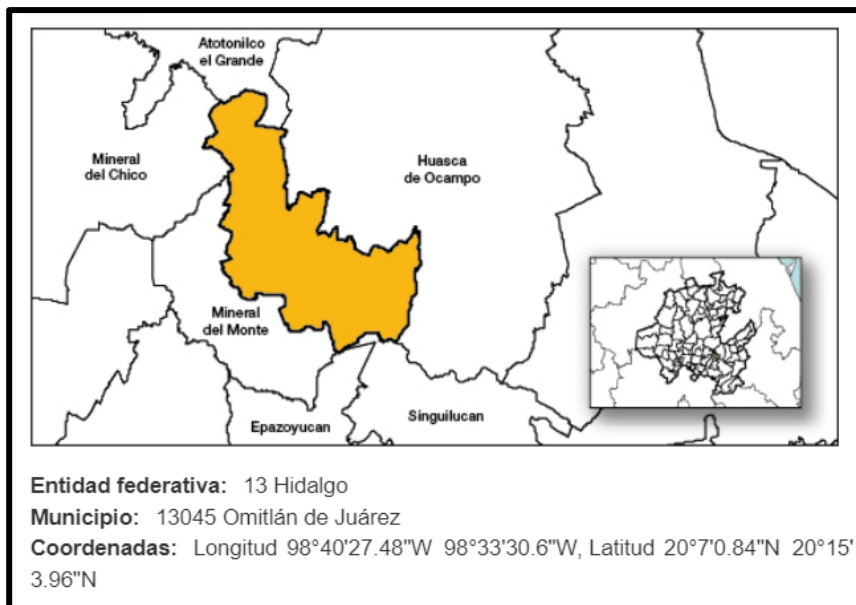 Atotonilco
el Grande
Mineral
del Chico
Huasca
de Ocampo
Mineral
del Monte
Epazoyucan
Singuilucan
Entidad federativa: 13 Hidalgo
Municipio: 13045 Omitlán de Juárez
Coordenadas: Longitud 98°40'27.48"W 98°33'30.6"W, Latitud 20°7'0.84"N 20°15'
3.96"N